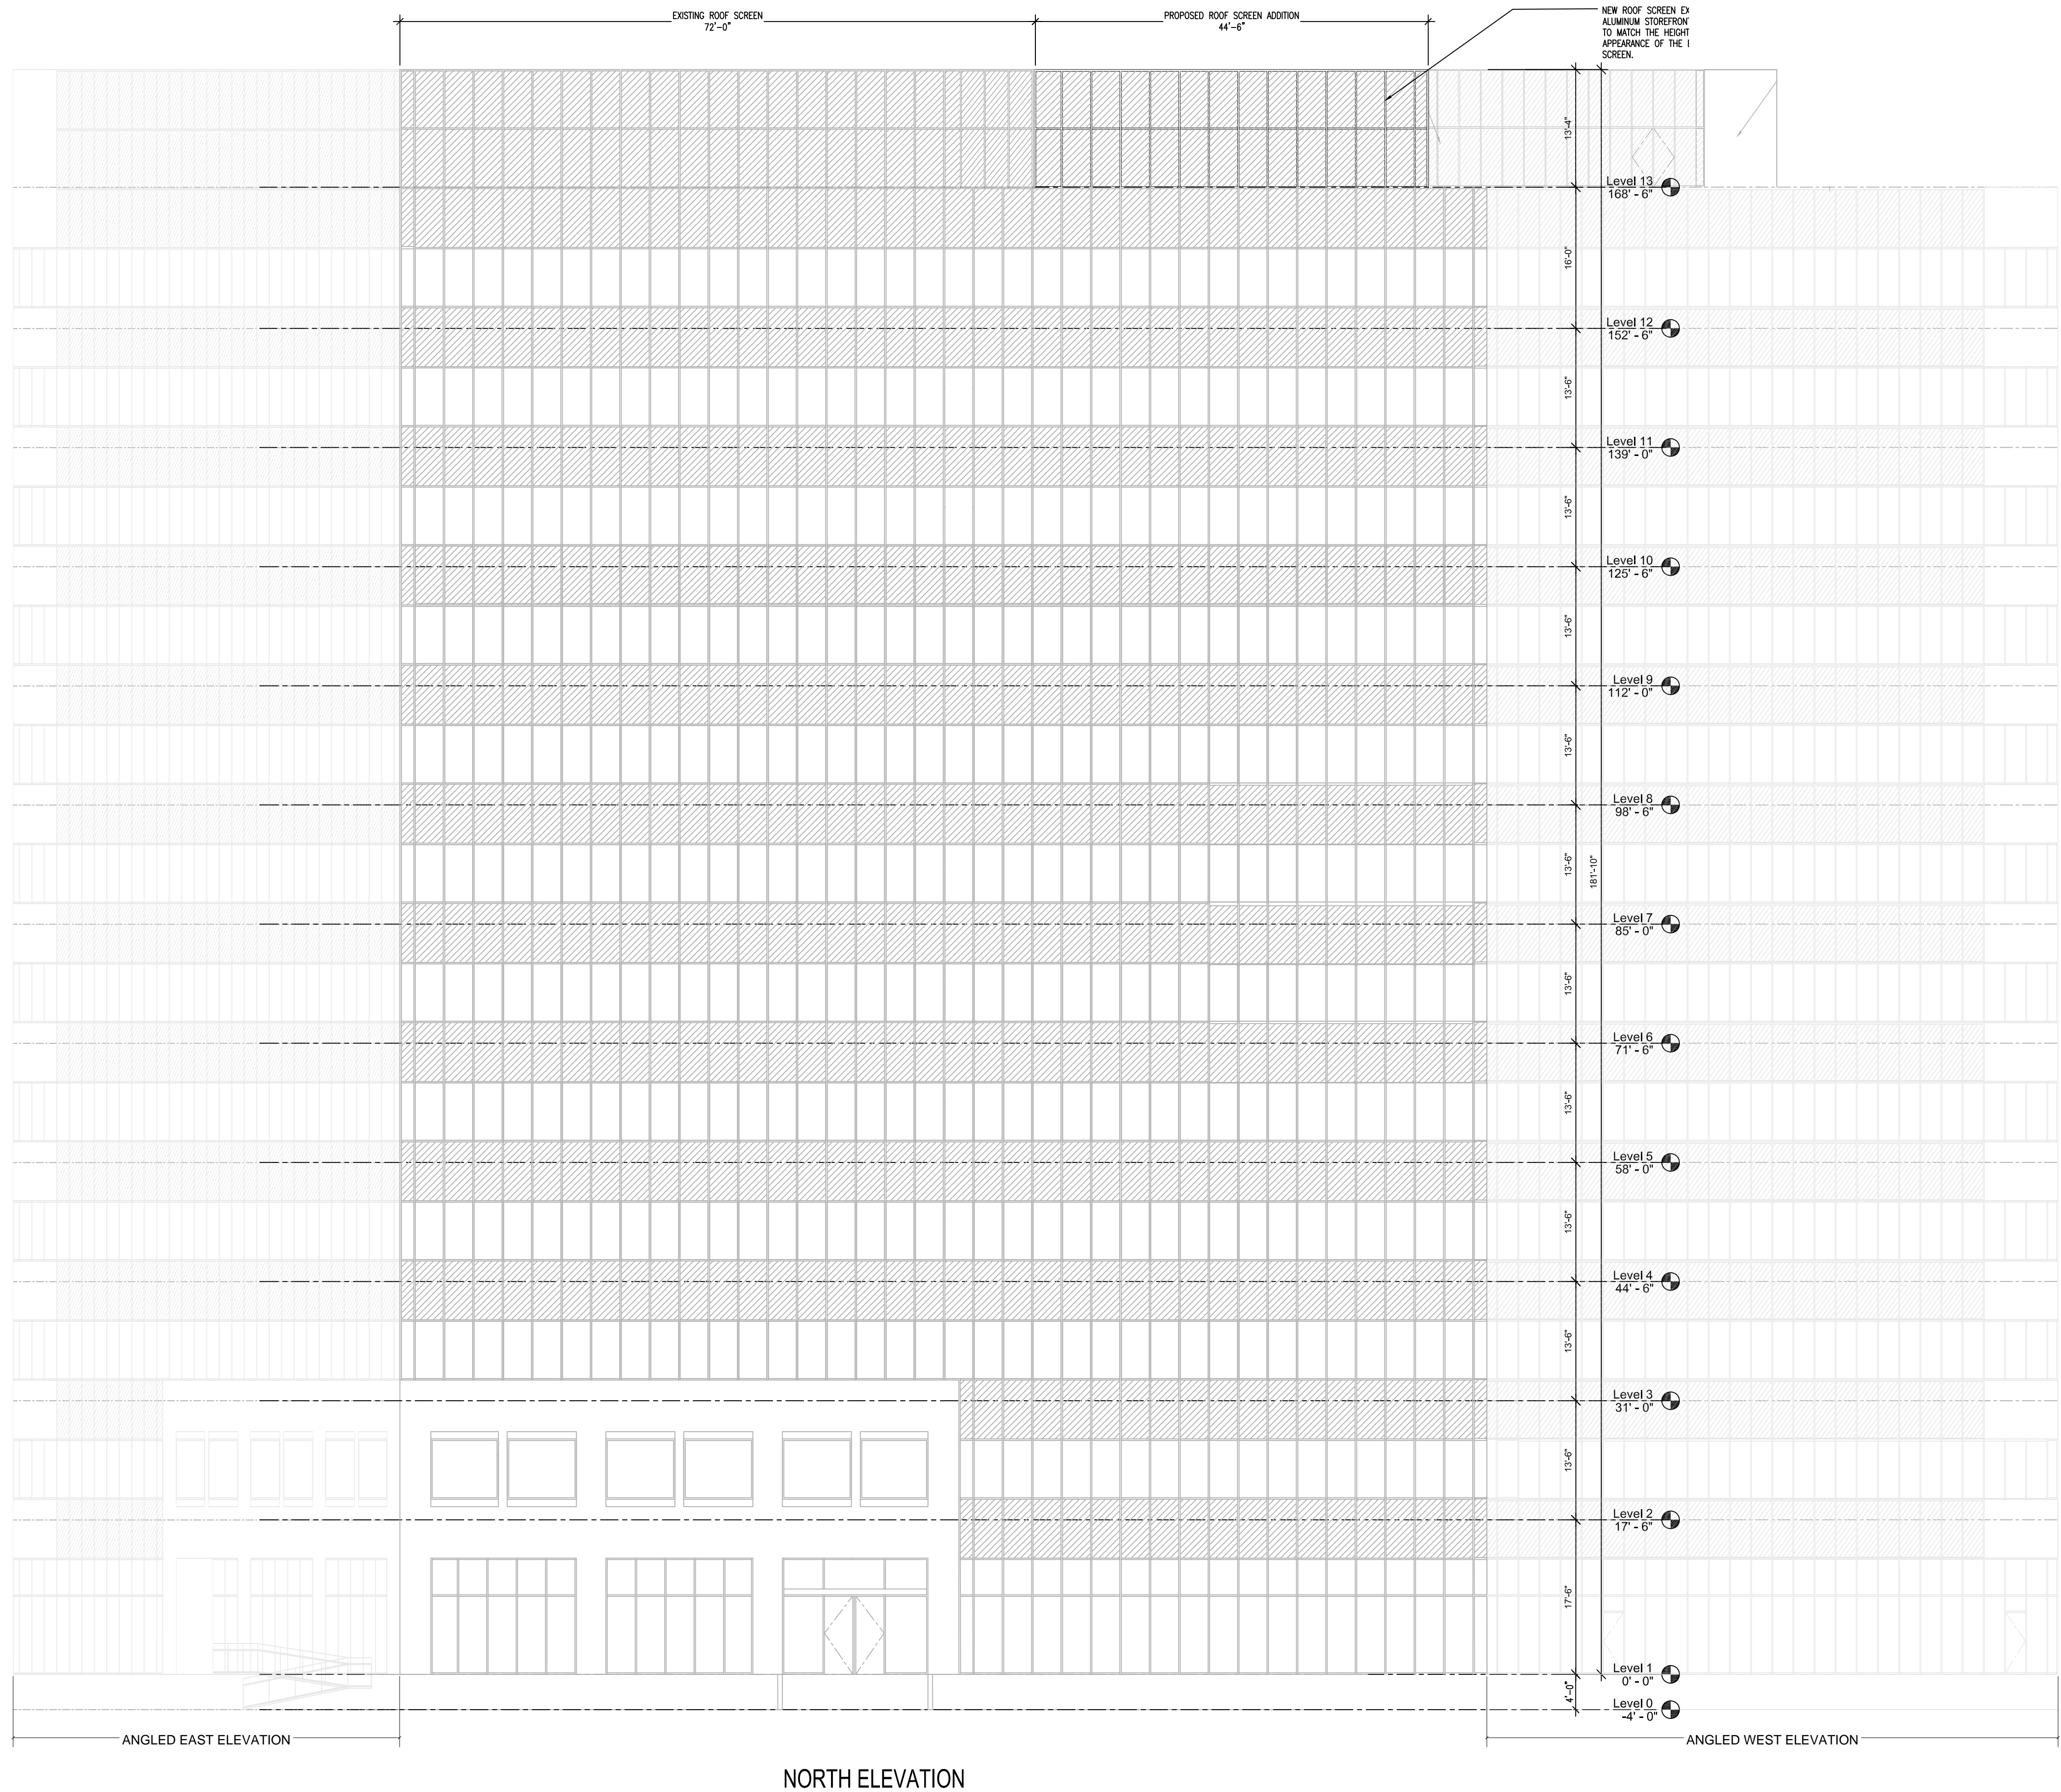 EXISTING ROOF SCREEN
72'-0"
PROPOSED ROOF SCREEN ADDITION
44'-6"
NEW ROOF SCREEN EX
ALUMINUM STOREFRONT
TO MATCH THE HEIGHT
APPEARANCE OF THE
SCREEN.
13'-4"
Level 13
168' - 6"
16'-0"
Level 12
152' - 6"
13'-6"
Level 11
139' - 0"
13'-6"
Level 10
125' - 6"
13'-6"
Level 9
112' - 0"
13'-6"
Level 8
98' - 6"
13'-6"
181'-10"
Level 7
85' - 0"
13'-6"
Level 6
71' - 6"
13'-6"
Level 5
58' - 0"
13'-6"
Level 4
44' - 6"
13'-6"
Level 3
31' - 0"
13'-6"
Level 2
17' - 6"
17'-6"
Level 1
0' - 0"
4'-0"
Level 0
-4' - 0"
ANGLED EAST ELEVATION
ANGLED WEST ELEVATION
NORTH ELEVATION